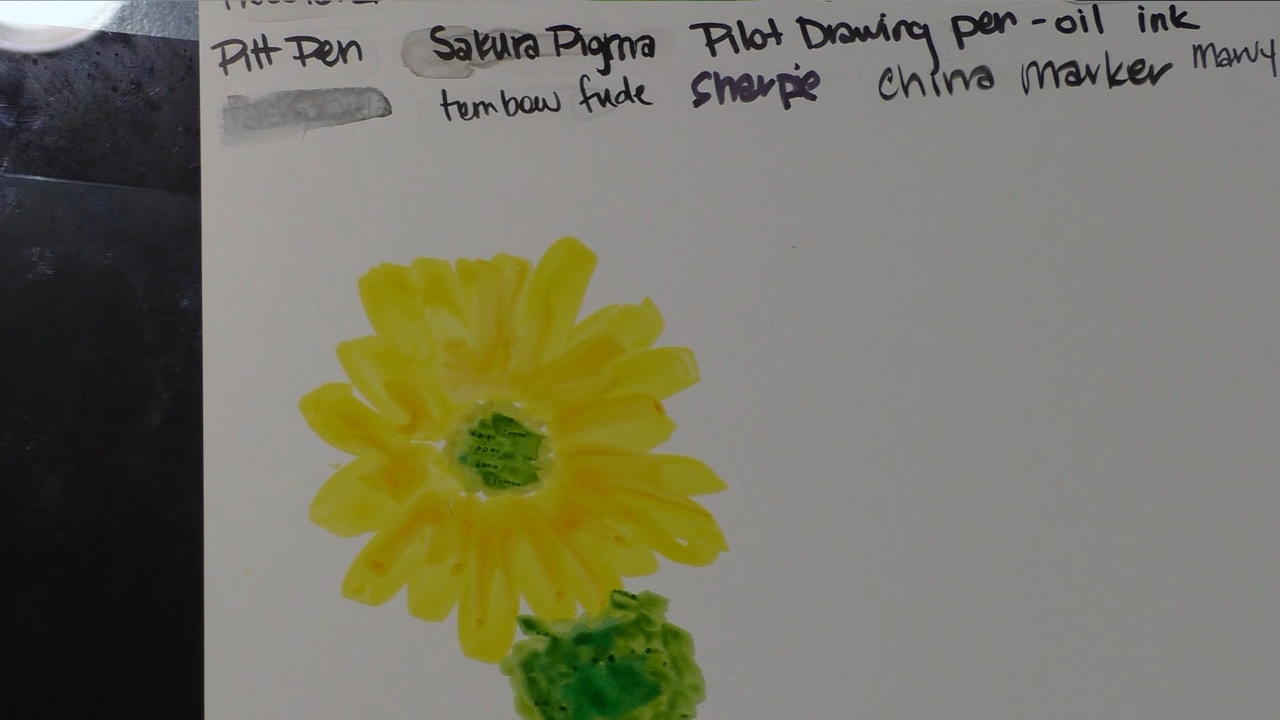 Pitt Pen Sakura Pigma Pilot Drawing pen - oil ink
tombow fude sharpie china marker Marvy